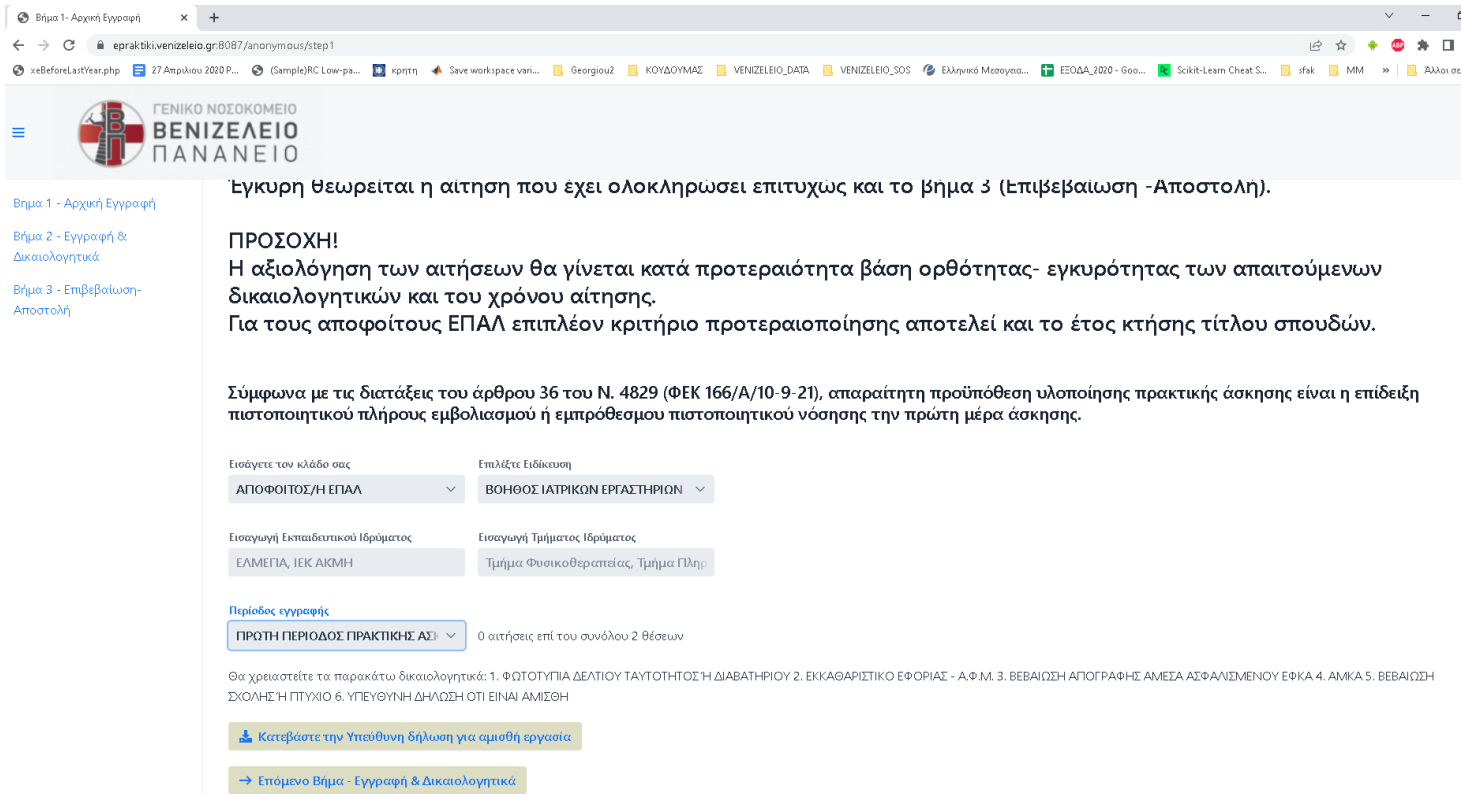 Βήμα 1- Αρχική Εγγραφή
epraktiki.venizeleio.gr:8087/anonymous/step1
xeBeforeLastYear.php 27 Απριλιου 2020 P... (Sample)RC Low-pa... κρητη Save workspace vari... Georgiou2 ΚΟΥΔΟΥΜΑΣ VENIZELEIO_DATA VENIZELEIO_SOS Ελληνικό Μεσογεια... ΕΞΟΔΑ_2020 - Goo... Scikit-Learn Cheat S... sfak MM » Άλλοι σε
ΓΕΝΙΚΟ ΝΟΣΟΚΟΜΕΙΟ
ΒΕΝΙΖΕΛΕΙΟ
ΠΑΝΑΝΕΙΟ
Βημα 1 - Αρχική Εγγραφή
Βήμα 2 - Εγγραφή &
Δικαιολογητικά
Βήμα 3 - Επιβεβαίωση-
Αποστολή
Έγκυρη θεωρείται η αίτηση που έχει ολοκληρώσει επιτυχώς και το βήμα 3 (Επιβεβαίωση -Αποστολή).
ΠΡΟΣΟΧΗ!
Η αξιολόγηση των αιτήσεων θα γίνεται κατά προτεραιότητα βάση ορθότητας- εγκυρότητας των απαιτούμενων
δικαιολογητικών και του χρόνου αίτησης.
Για τους αποφοίτους ΕΠΑΛ επιπλέον κριτήριο προτεραιοποίησης αποτελεί και το έτος κτήσης τίτλου σπουδών.
Σύμφωνα με τις διατάξεις του άρθρου 36 του Ν. 4829 (ΦΕΚ 166/Α/10-9-21), απαραίτητη προϋπόθεση υλοποίησης πρακτικής άσκησης είναι η επίδειξη
πιστοποιητικού πλήρους εμβολιασμού ή εμπρόθεσμου πιστοποιητικού νόσησης την πρώτη μέρα άσκησης.
Εισάγετε τον κλάδο σας Επιλέξτε Ειδίκευση
ΑΠΟΦΟΙΤΟΣ/Η ΕΠΑΛ ΒΟΗΘΟΣ ΙΑΤΡΙΚΩΝ ΕΡΓΑΣΤΗΡΙΩΝ
Εισαγωγή Εκπαιδευτικού Ιδρύματος Εισαγωγή Τμήματος Ιδρύματος
ΕΛΜΕΠΑ, ΙΕΚ ΑΚΜΗ Τμήμα Φυσικοθεραπείας, Τμήμα Πληρ
Περίοδος εγγραφής
ΠΡΩΤΗ ΠΕΡΙΟΔΟΣ ΠΡΑΚΤΙΚΗΣ ΑΣΚ 0 αιτήσεις επί του συνόλου 2 θέσεων
Θα χρειαστείτε τα παρακάτω δικαιολογητικά: 1. ΦΩΤΟΤΥΠΙΑ ΔΕΛΤΙΟΥ ΤΑΥΤΟΤΗΤΟΣ Ή ΔΙΑΒΑΤΗΡΙΟΥ 2. ΕΚΚΑΘΑΡΙΣΤΙΚΟ ΕΦΟΡΙΑΣ - Α.Φ.Μ. 3. ΒΕΒΑΙΩΣΗ ΑΠΟΓΡΑΦΗΣ ΑΜΕΣΑ ΑΣΦΑΛΙΣΜΕΝΟΥ ΕΦΚΑ 4. ΑΜΚΑ 5. ΒΕΒΑΙΩΣΗ
ΣΧΟΛΗΣ Ή ΠΤΥΧΙΟ 6. ΥΠΕΥΘΥΝΗ ΔΗΛΩΣΗ ΟΤΙ ΕΙΝΑΙ ΑΜΙΣΘΗ
Κατεβάστε την Υπεύθυνη δήλωση για αμισθή εργασία
Επόμενο Βήμα - Εγγραφή & Δικαιολογητικά